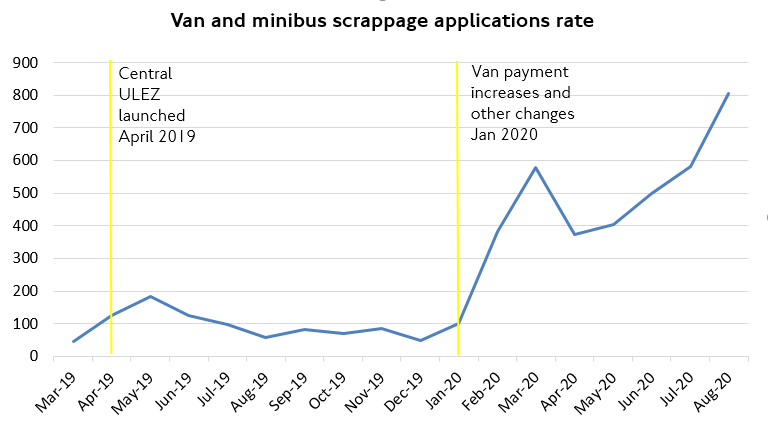 Van and minibus scrappage applications rate
900
800
700
600
500
400
300
200
100
0
Central
ULEZ
launched
April 2019
Van payment
increases and
other changes
Jan 2020
Mar-19
Apr-19
May-19
Jun-19
Jul-19
Aug-19
Sep-19
Oct-19
Nov-19
Dec-19
Jan-20
Feb-20
Mar-20
Apr-20
May-20
Jun-20
Jul-20
Aug-20